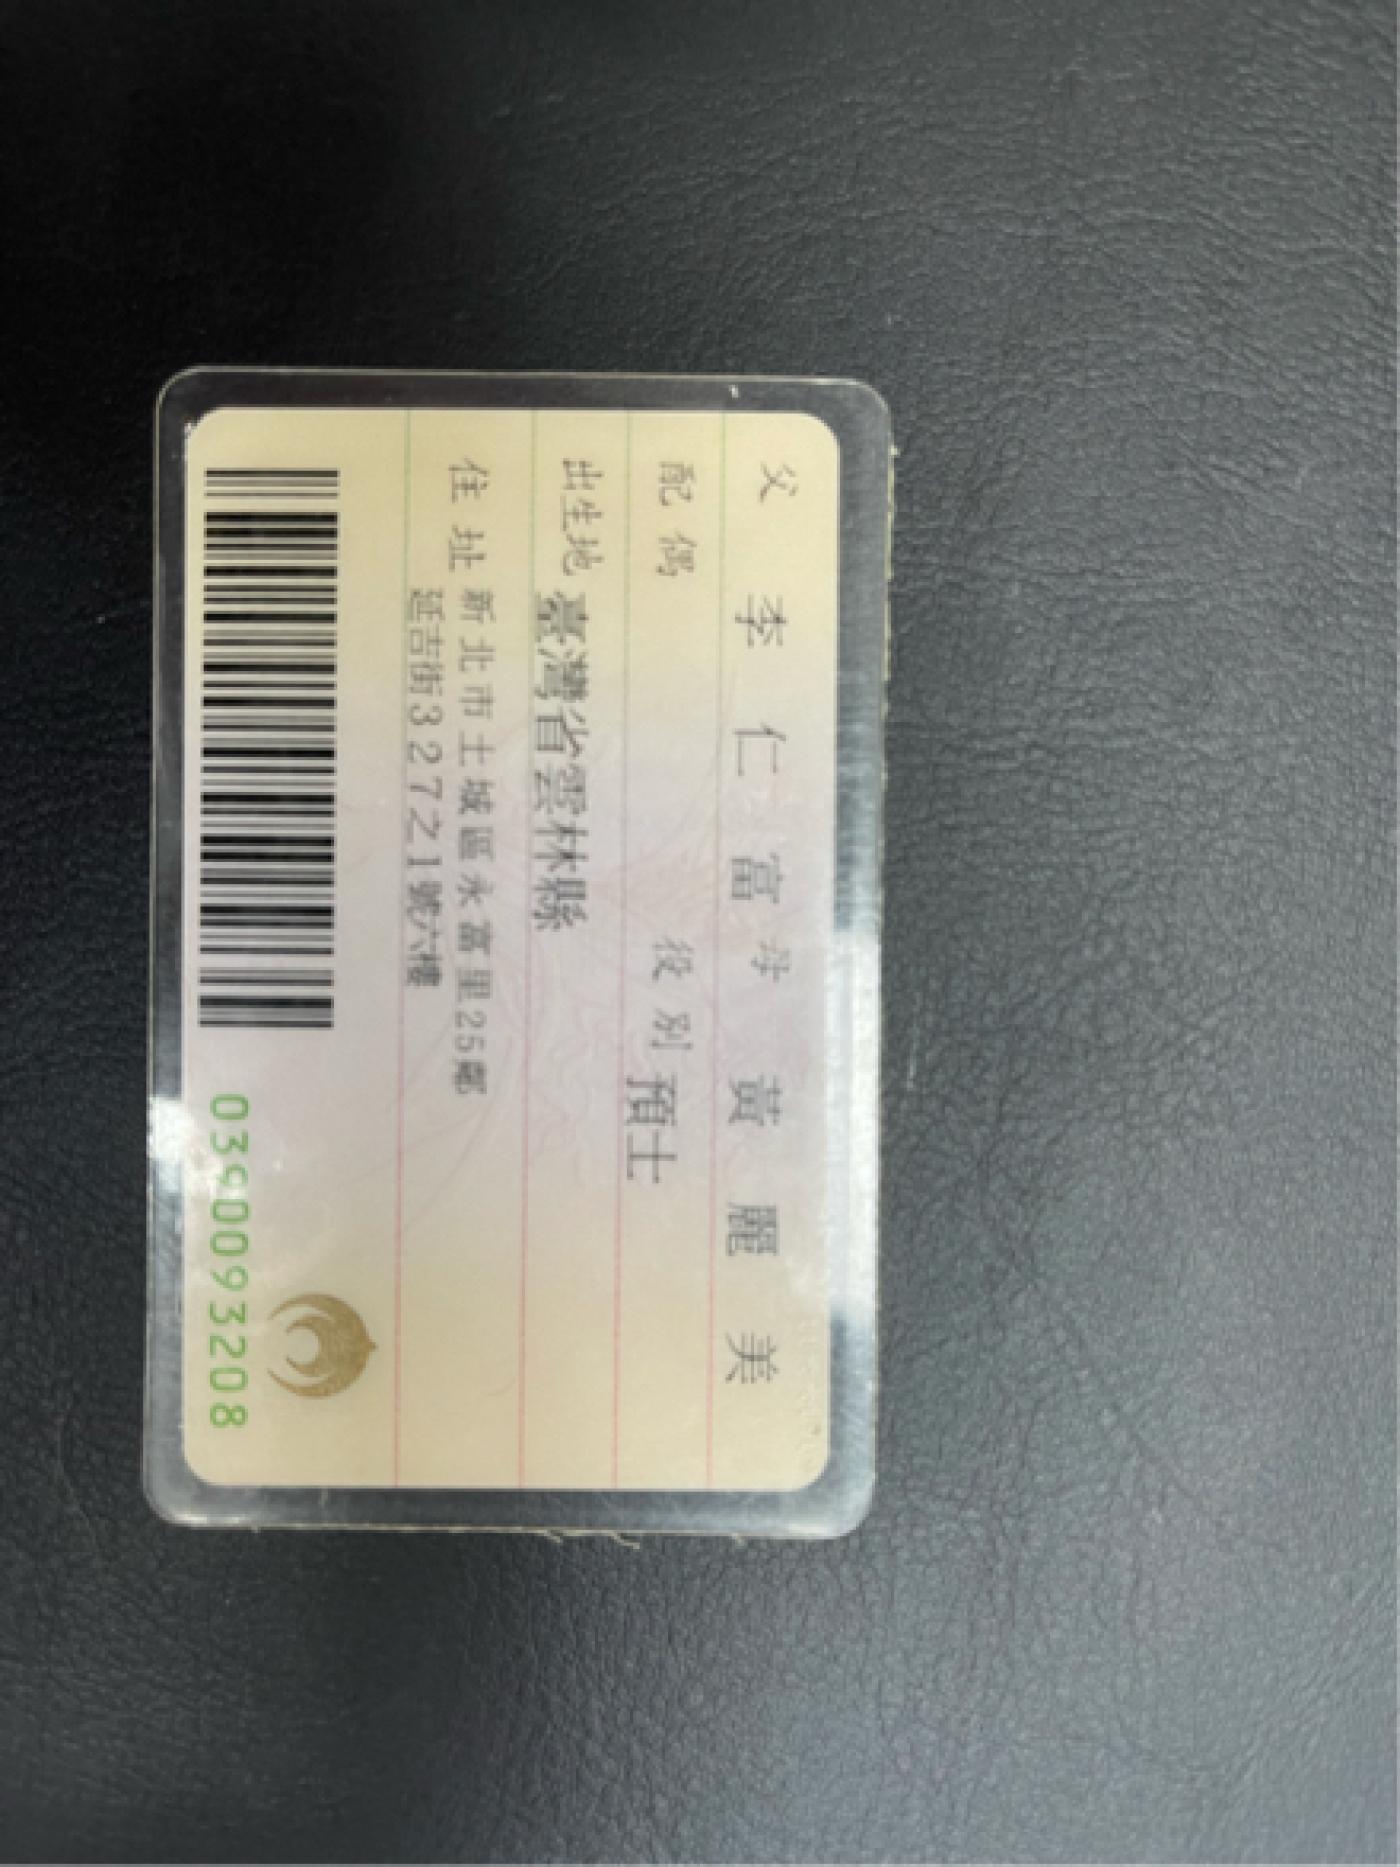 父 李仁富 母 黃麗美
配偶 役別 預士
出生地 臺灣省雲林縣
住址 新北市土城區永富里25鄰
延吉街327之1號六樓
0390093208